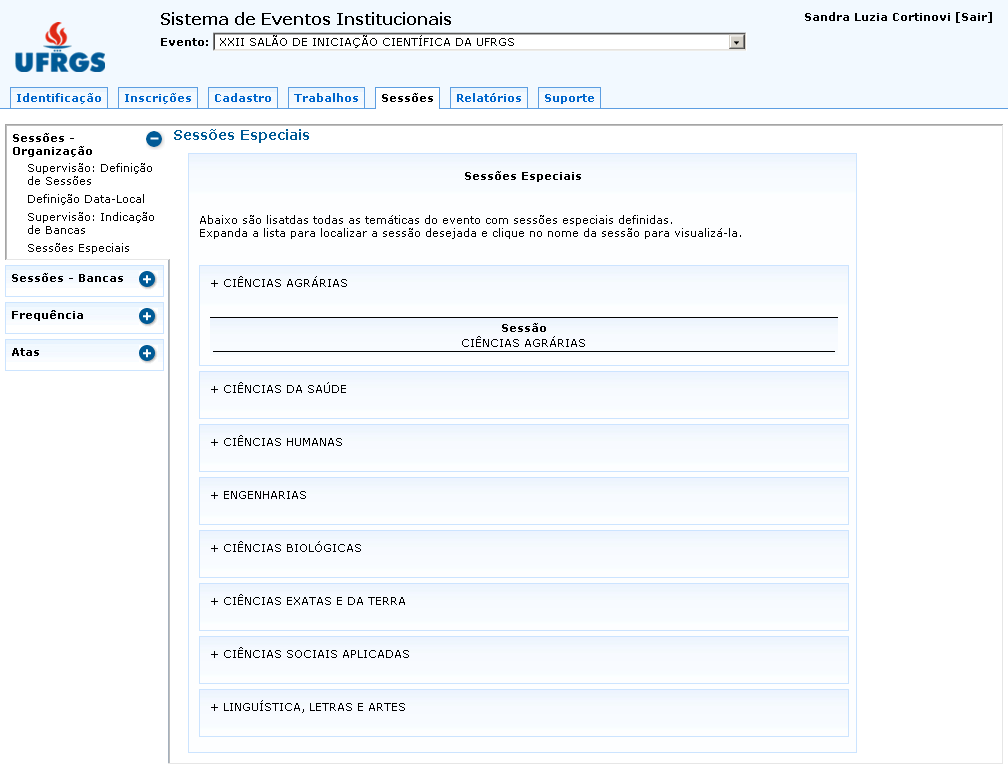 Sistema de Eventos Institucionais
Sandra Luzia Cortinovi [Sair]
Evento: XXII SALÃO DE INICIAÇÃO CIENTÍFICA DA UFRGS
UFRGS
Identificação Inscrições Cadastro Trabalhos Sessões Relatórios Suporte
Sessões -
Organização
Supervisão: Definição
de Sessões
Definição Data-Local
Supervisão: Indicação
de Bancas
Sessões Especiais
Sessões - Bancas
Frequência
Atas
Sessões Especiais
Sessões Especiais
Abaixo são lisatdas todas as temáticas do evento com sessões especiais definidas.
Expanda a lista para localizar a sessão desejada e clique no nome da sessão para visualizá-la.
+ CIÊNCIAS AGRÁRIAS
Sessão
CIÊNCIAS AGRÁRIAS
+ CIÊNCIAS DA SAÚDE
+ CIÊNCIAS HUMANAS
+ ENGENHARIAS
+ CIÊNCIAS BIOLÓGICAS
+ CIÊNCIAS EXATAS E DA TERRA
+ CIÊNCIAS SOCIAIS APLICADAS
+ LINGUÍSTICA, LETRAS E ARTES